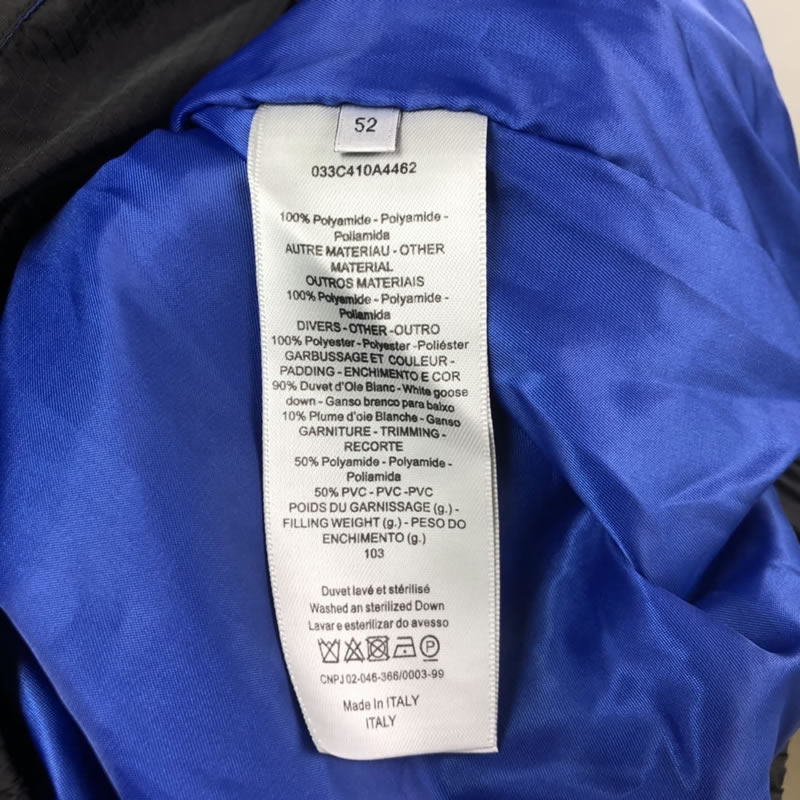 52
033C410A4462
100% Polyamide - Polyamide -
Poliamida
AUTRE MATERIAU - OTHER
MATERIAL
OUTROS MATERIAIS
100% Polyamide - Polyamide -
Poliamida
DIVERS - OTHER - OUTRO
100% Polyester - Polyester - Poliéster
GARBUSSAGE ET COULEUR -
PADDING - ENCHIMENTO E COR
90% Duvet d'Oie Blanc - White goose
down - Ganso branco para baixo
10% Plume d'oie Blanche - Ganso
GARNITURE - TRIMMING -
RECORTE
50% Polyamide - Polyamide -
Poliamida
50% PVC - PVC -PVC
POIDS DU GARNISSAGE (g.) -
FILLING WEIGHT (g.) - PESO DO
ENCHIMENTO (g.)
103
Duvet lavé et stérilisé
Washed an sterilized Down
Lavar e esterilizar do avesso
P
CNPJ 02-046-366/0003-99
Made In ITALY
ITALY